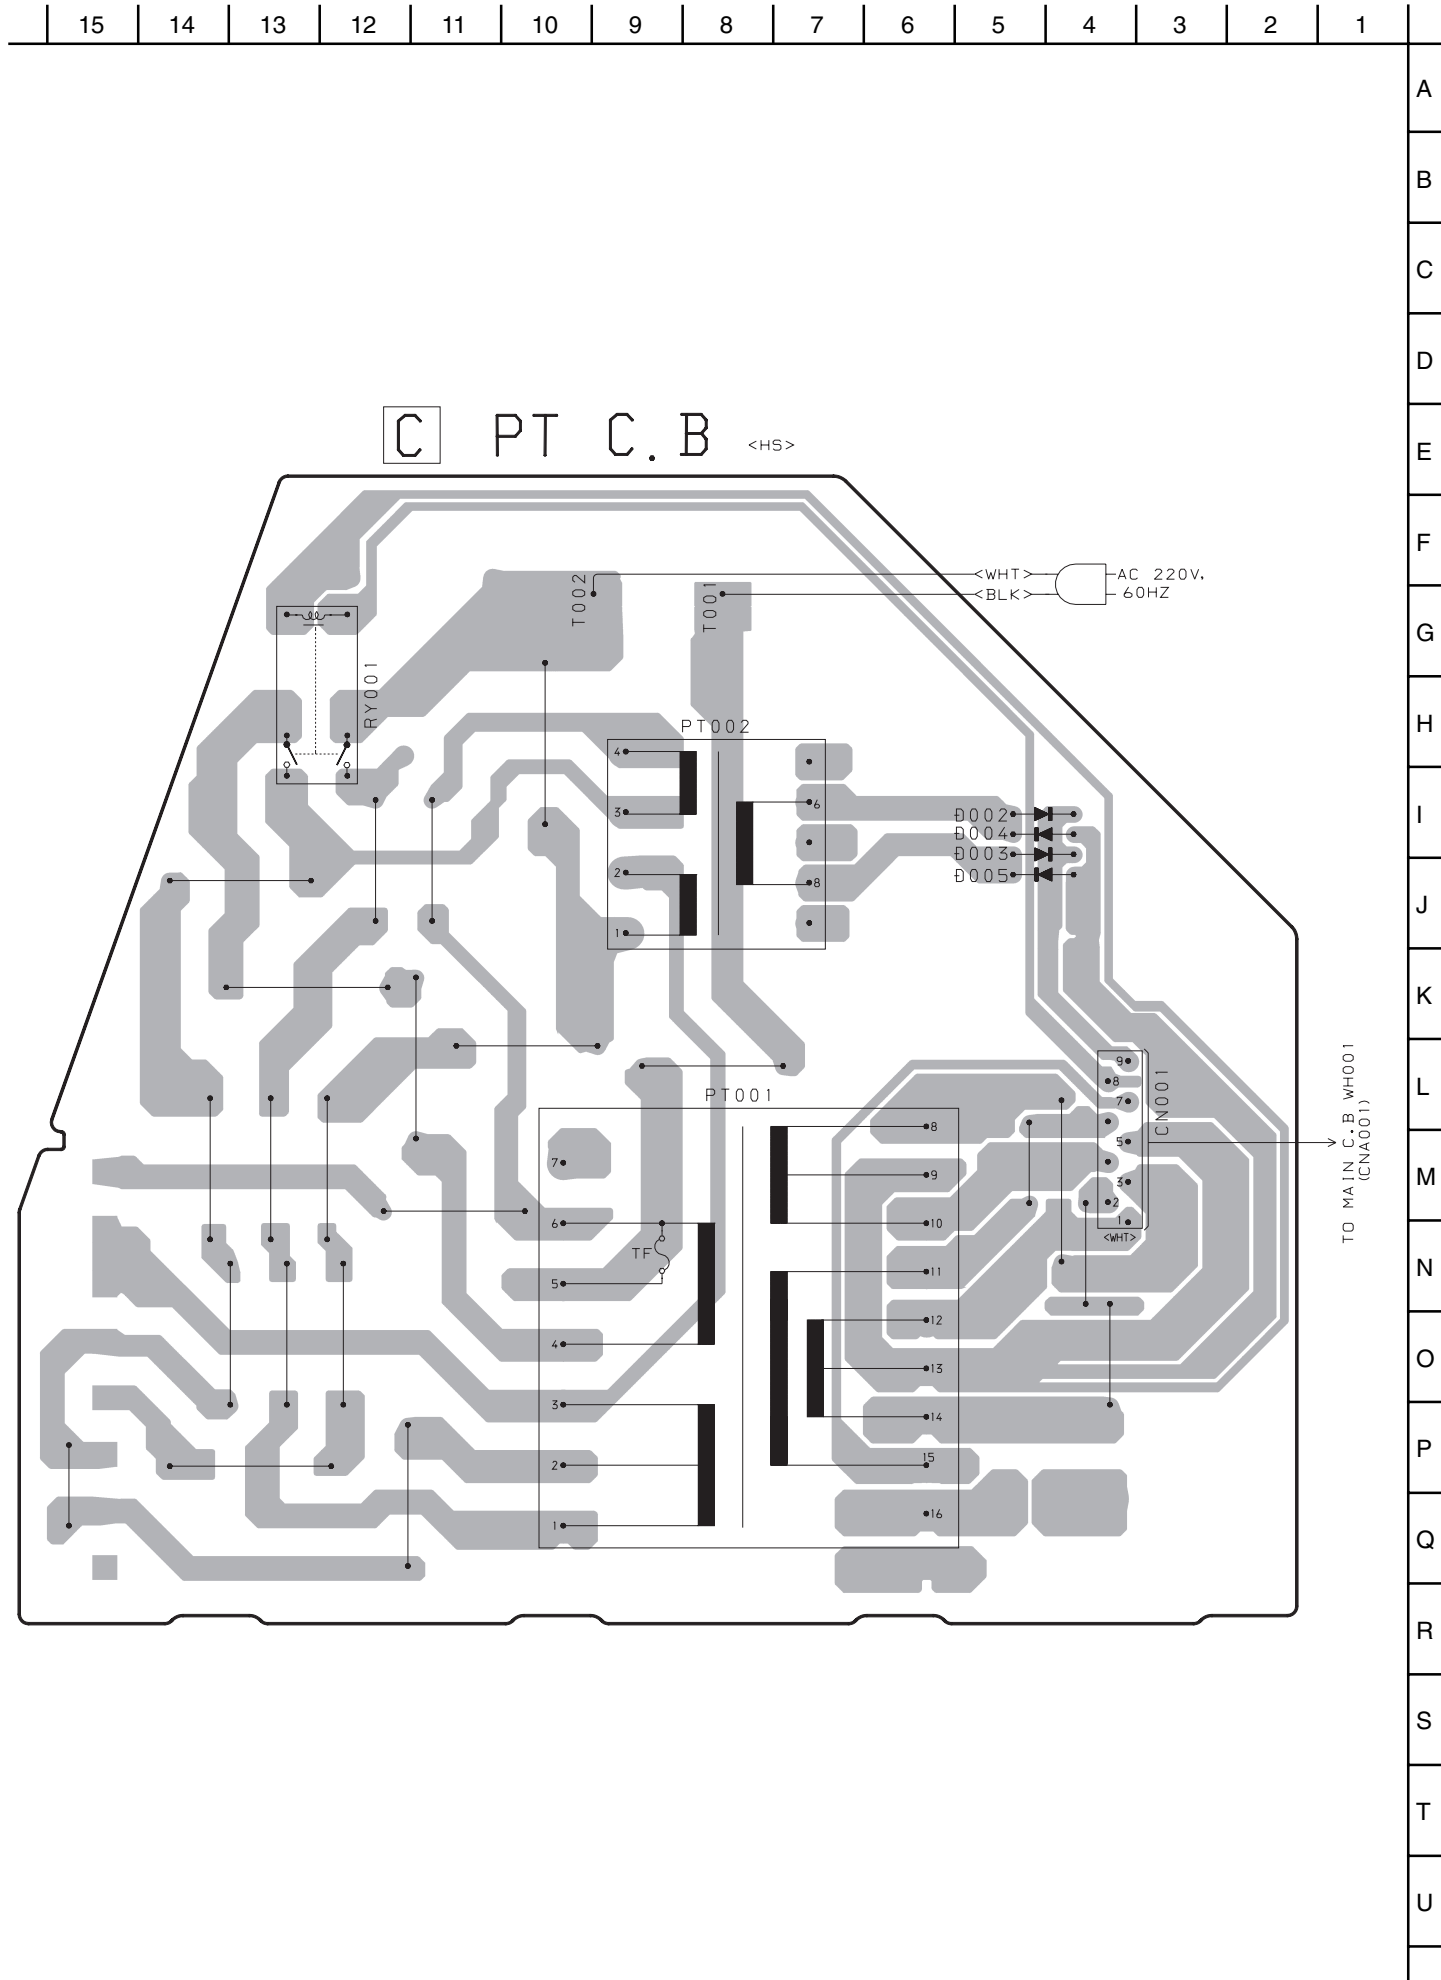 15 14 13 12 11 10 9 8 7 6 5 4 3 2 1
A
B
C
D
E
F
G
H
I
J
K
L
M
N
O
P
Q
R
S
T
U
C PT C.B <HS>
<WHT> AC 220V,
<BLK> 60HZ
T002
T001
RY001
PT002
4
3
2
1
6
8
D002
D004
D003
D005
PT001
7
6
5
4
3
2
1
TF
8
9
10
11
12
13
14
15
16
9
8
7
5
3
2
1
<WHT>
CN001
TO MAIN C.B WH001
(CNA001)